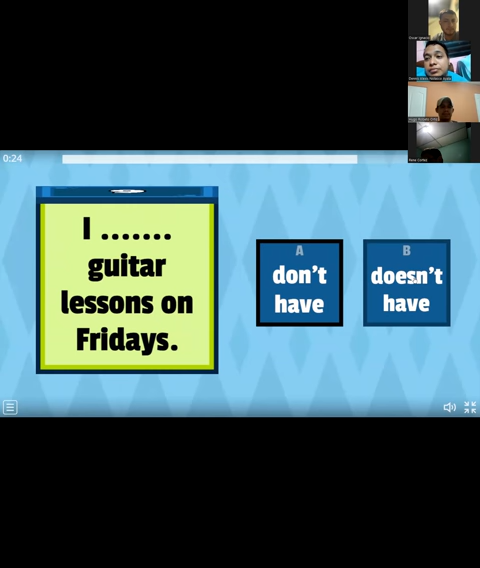 0:24
I .......
guitar
lessons on
Fridays.
A
don't
have
B
doesn't
have